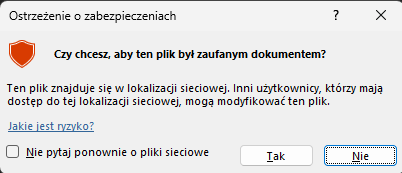 Ostrzeżenie o zabezpieczeniach
?
Czy chcesz, aby ten plik był zaufanym dokumentem?
Ten plik znajduje się w lokalizacji sieciowej. Inni użytkownicy, którzy mają
dostęp do tej lokalizacji sieciowej, mogą modyfikować ten plik.
Jakie jest ryzyko?
Nie pytaj ponownie o pliki sieciowe
Tak
Nie